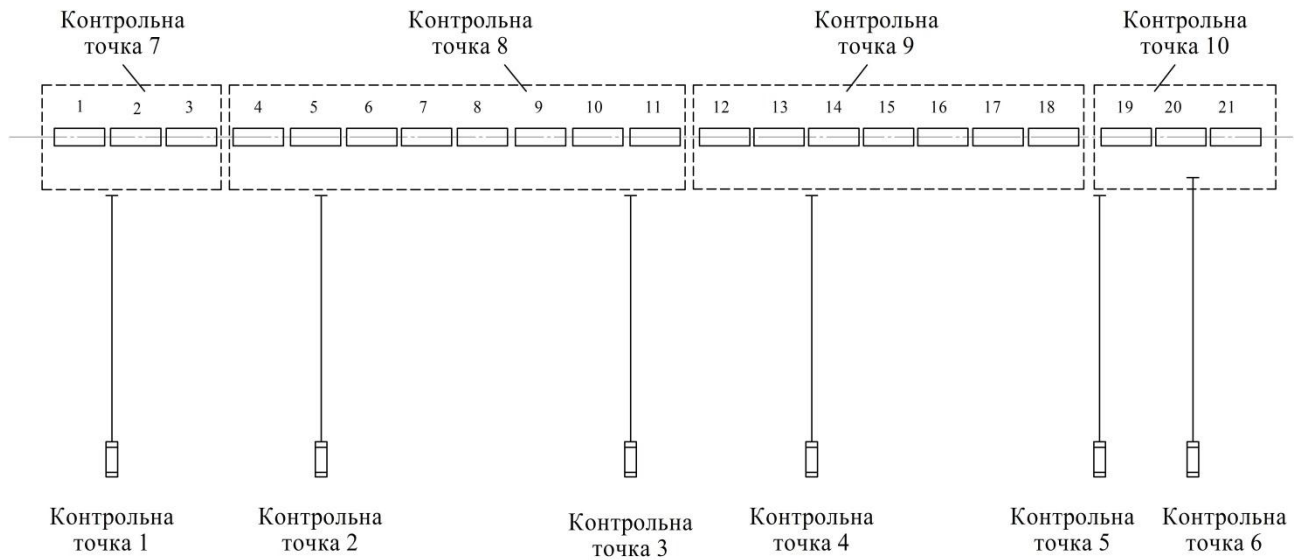 Контрольна
точка 7
Контрольна
точка 8
Контрольна
точка 9
Контрольна
точка 10
1 2 3 4 5 6 7 8 9 10 11 12 13 14 15 16 17 18 19 20 21
Контрольна
точка 1
Контрольна
точка 2
Контрольна
точка 3
Контрольна
точка 4
Контрольна
точка 5
Контрольна
точка 6